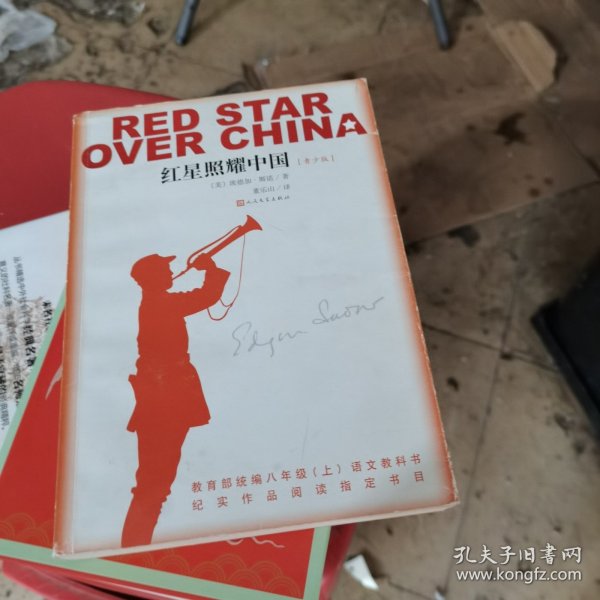 RED STAR
OVER CHINA
红星照耀中国 [青少版]
[美] 埃德加·斯诺/著
董乐山/译
人民文学出版社
Edgar Snow
教育部统编八年级(上)语文教科书
纪实作品阅读指定书目
孔夫子旧书网
www.kongfz.com